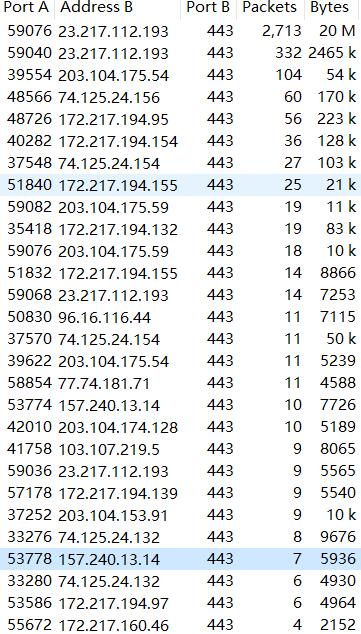 Port A Address B Port B Packets Bytes
59076 23.217.112.193 443 2,713 20 M
59040 23.217.112.193 443 332 2465 k
39554 203.104.175.54 443 104 54 k
48566 74.125.24.156 443 60 170 k
48726 172.217.194.95 443 56 223 k
40282 172.217.194.154 443 36 128 k
37548 74.125.24.154 443 27 103 k
51840 172.217.194.155 443 25 21 k
59082 203.104.175.59 443 19 11 k
35418 172.217.194.132 443 19 83 k
59076 203.104.175.59 443 18 10 k
51832 172.217.194.155 443 14 8866
59068 23.217.112.193 443 14 7253
50830 96.16.116.44 443 11 7115
37570 74.125.24.154 443 11 50 k
39622 203.104.175.54 443 11 5239
58854 77.74.181.71 443 11 4588
53774 157.240.13.14 443 10 7726
42010 203.104.174.128 443 10 5189
41758 103.107.219.5 443 9 8065
59036 23.217.112.193 443 9 5565
57178 172.217.194.139 443 9 5540
37252 203.104.153.91 443 9 10 k
33276 74.125.24.132 443 8 9676
53778 157.240.13.14 443 7 5936
33280 74.125.24.132 443 6 4930
53586 172.217.194.97 443 6 4964
55672 172.217.160.46 443 4 2152